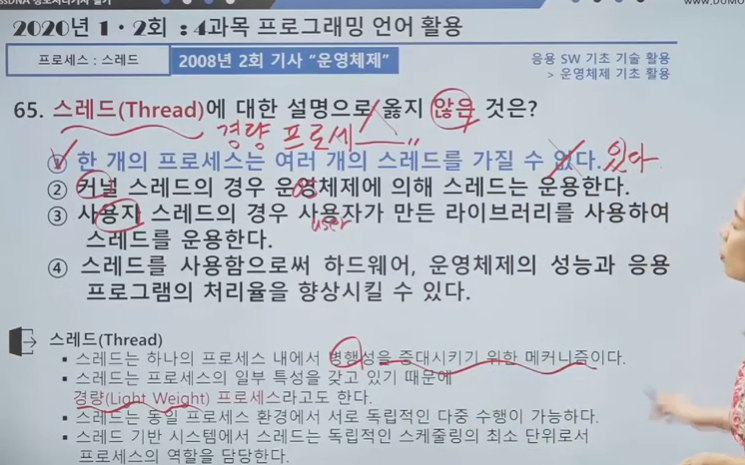 2020년 1 · 2회 : 4과목 프로그래밍 언어 활용
프로세스 : 스레드
2008년 2회 기사 "운영체제"
응용 SW 기초 기술 활용
> 운영체제 기초 활용
65. 스레드(Thread)에 대한 설명으로 옳지 않은 것은?
경량 프로세
① 한 개의 프로세스는 여러 개의 스레드를 가질 수 없다. 있다
② 커널 스레드의 경우 운영체제에 의해 스레드는 운용한다.
OS
③ 사용자 스레드의 경우 사용자가 만든 라이브러리를 사용하여
user
스레드를 운용한다.
④ 스레드를 사용함으로써 하드웨어, 운영체제의 성능과 응용
프로그램의 처리율을 향상시킬 수 있다.
스레드(Thread)
▪ 스레드는 하나의 프로세스 내에서 병행성을 증대시키기 위한 메커니즘이다.
▪ 스레드는 프로세스의 일부 특성을 갖고 있기 때문에
경량(Light Weight) 프로세스라고도 한다.
▪ 스레드는 동일 프로세스 환경에서 서로 독립적인 다중 수행이 가능하다.
▪ 스레드 기반 시스템에서 스레드는 독립적인 스케줄링의 최소 단위로서
프로세스의 역할을 담당한다.